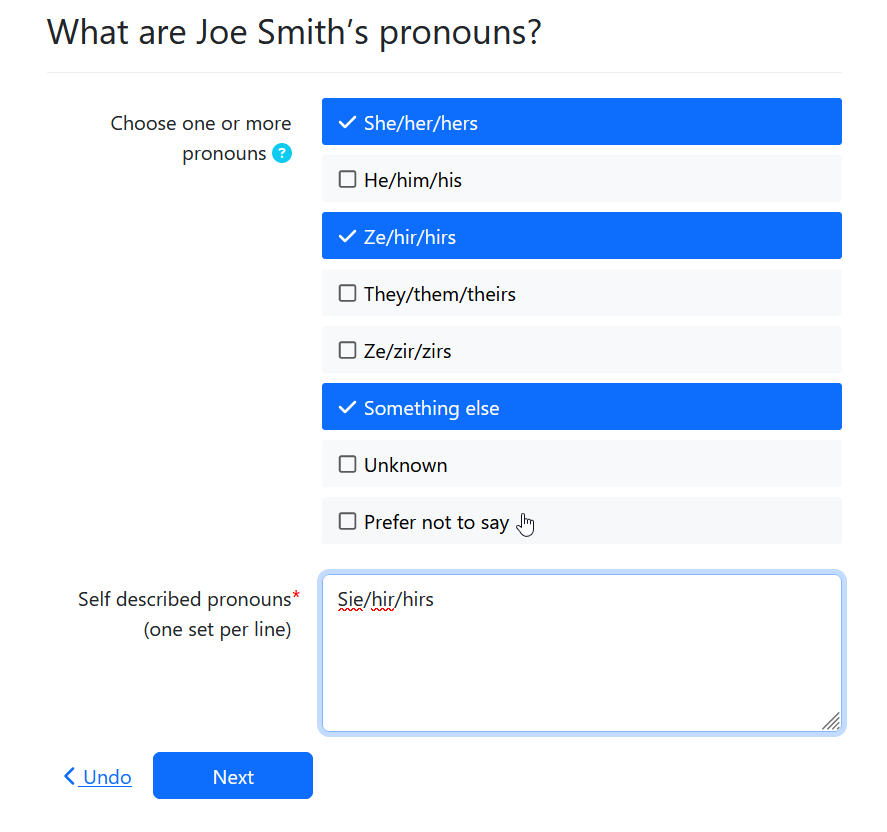 What are Joe Smith’s pronouns?
Choose one or more
pronouns ?
She/her/hers
He/him/his
Ze/hir/hirs
They/them/theirs
Ze/zir/zirs
Something else
Unknown
Prefer not to say
Self described pronouns*
(one set per line)
Sie/hir/hirs
Undo
Next